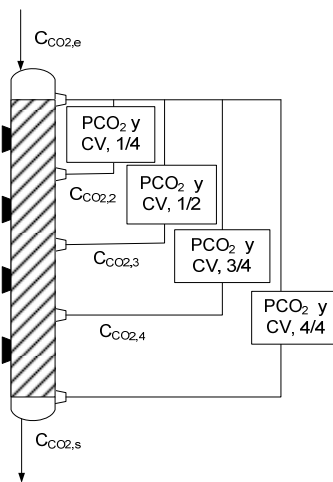 C_CO2,e
PCO₂ y
CV, 1/4
C_CO2,2
PCO₂ y
CV, 1/2
C_CO2,3
PCO₂ y
CV, 3/4
PCO₂ y
CV, 4/4
C_CO2,4
C_CO2,s